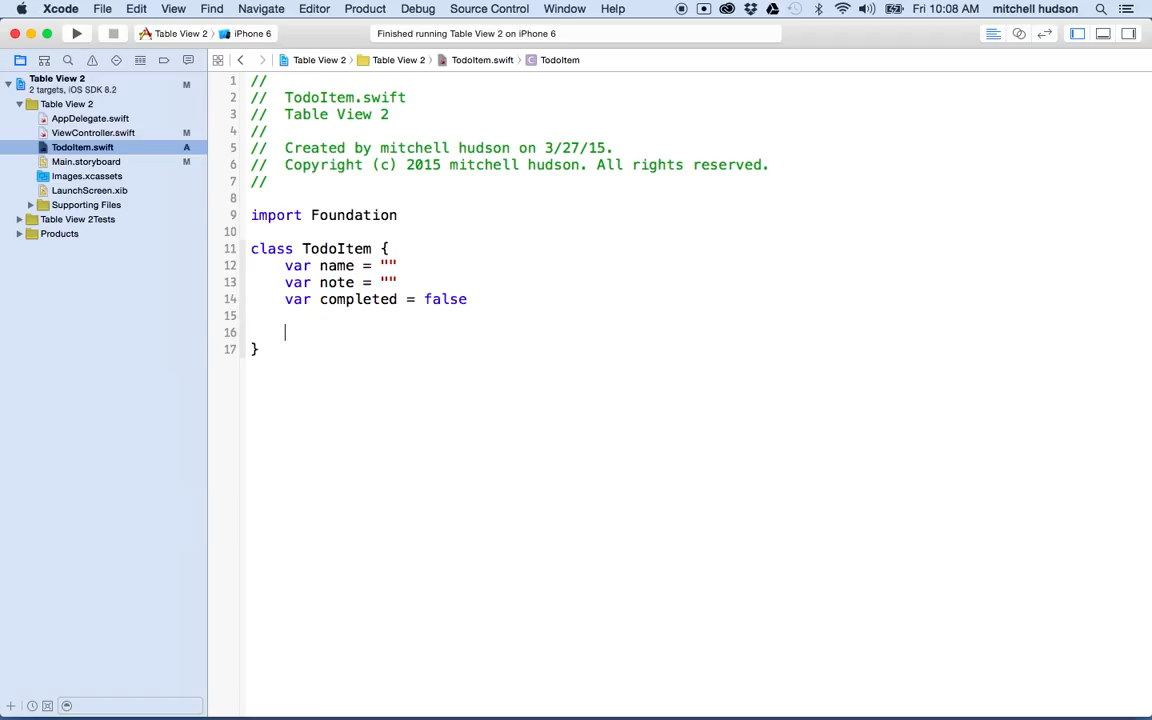 Xcode File Edit View Find Navigate Editor Product Debug Source Control Window Help Fri 10:08 AM mitchell hudson
Table View 2 iPhone 6 Finished running Table View 2 on iPhone 6
Table View 2 Table View 2 TodoItem.swift TodoItem
Table View 2 M
2 targets, iOS SDK 8.2
Table View 2
AppDelegate.swift
ViewController.swift M
TodoItem.swift A
Main.storyboard M
Images.xcassets
LaunchScreen.xib
Supporting Files
Table View 2Tests
Products
1 //
2 // TodoItem.swift
3 // Table View 2
4 //
5 // Created by mitchell hudson on 3/27/15.
6 // Copyright (c) 2015 mitchell hudson. All rights reserved.
7 //
8
9 import Foundation
10
11 class TodoItem {
12 var name = ""
13 var note = ""
14 var completed = false
15
16
17 }